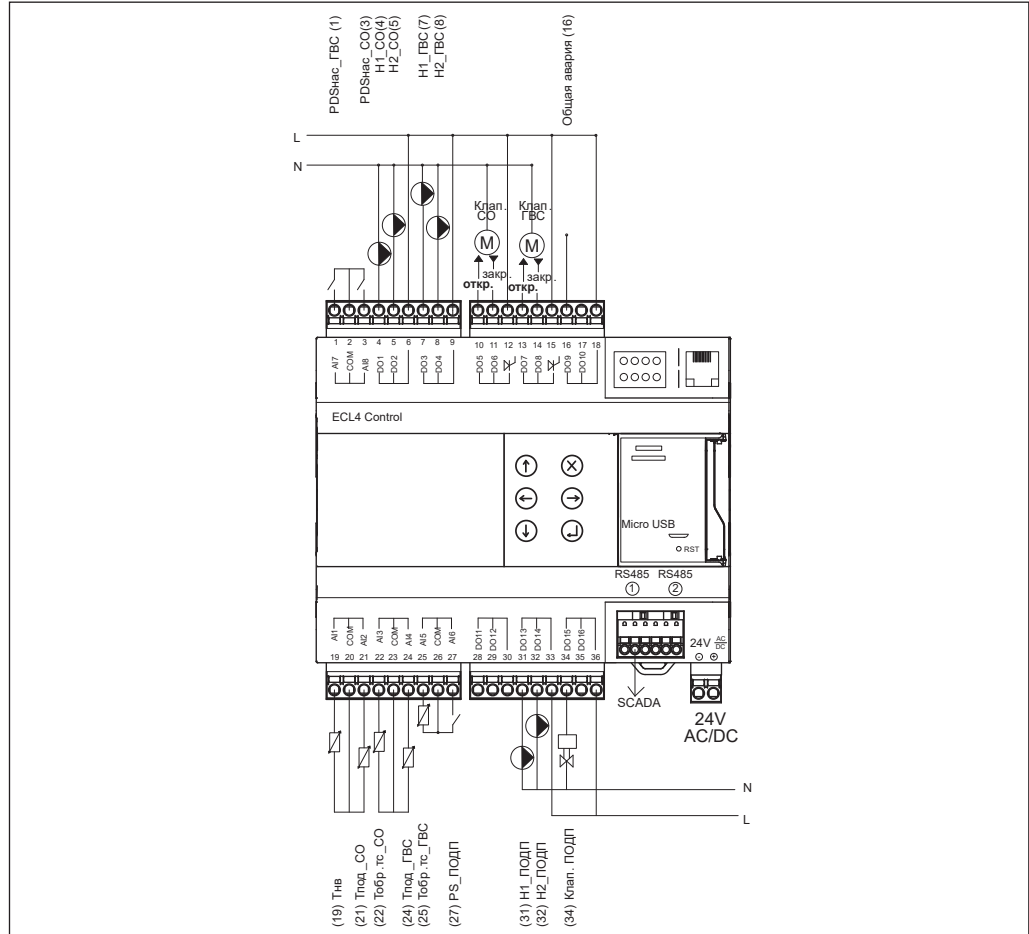 PDSнас_ГВС (1)
PDSнас_СО(3)
Н1_СО(4)
Н2_СО(5)
Н1_ГВС(7)
Н2_ГВС(8)
Общая авария (16)
L
N
Клап.
СО
Клап.
ГВС
M
M
откр.
закр.
откр.
закр.
1 2 3 4 5 6 7 8 9 10 11 12 13 14 15 16 17 18
AI7 COM AI8 DO1 DO2 DO3 DO4 DO5 DO6 DO7 DO8 DO9 DO10
ECL4 Control
Micro USB
RST
RS485 RS485
1 2
AI1 COM AI2 AI3 COM AI4 AI5 COM AI6 DO11 DO12 DO13 DO14 DO15 DO16
24V AC DC
19 20 21 22 23 24 25 26 27 28 29 30 31 32 33 34 35 36
SCADA
24V
AC/DC
N
L
(19) Тнв
(21) Тпод_СО
(22) Тобр.тс_СО
(24) Тпод_ГВС
(25) Тобр.тс_ГВС
(27) PS_ПОДП
(31) Н1_ПОДП
(32) Н2_ПОДП
(34) Клап. ПОДП